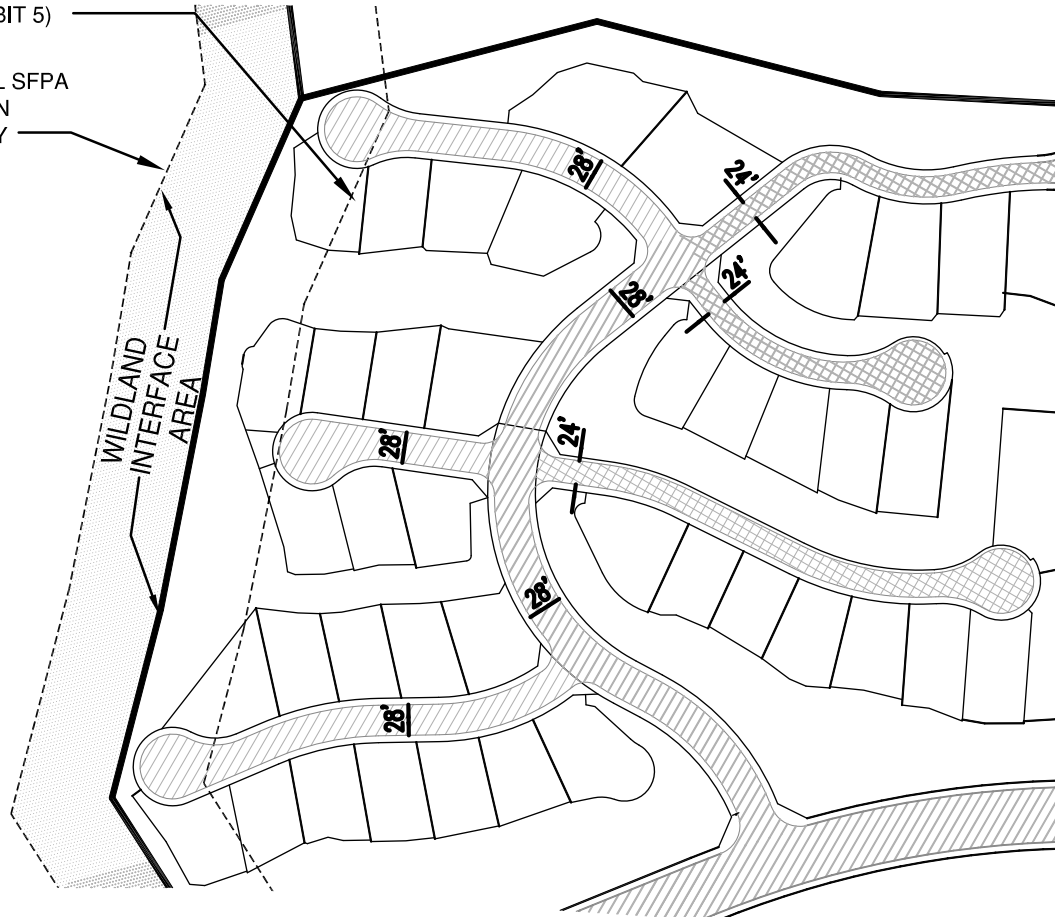 BIT 5)
L SFPA
N
Y
28'
24'
24'
28'
WILDLAND
INTERFACE
AREA
28'
24'
28'
28'